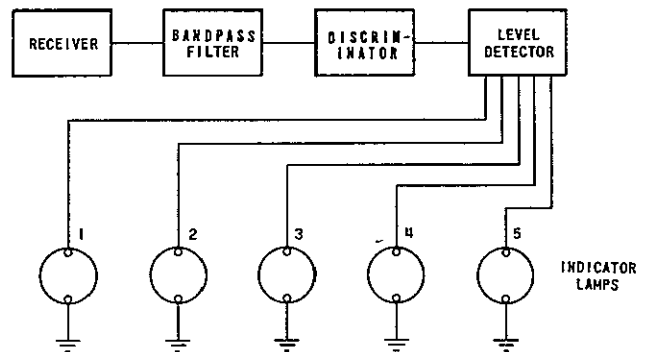 RECEIVER
BANDPASS
FILTER
DISCRIM-
INATOR
LEVEL
DETECTOR
1
2
3
4
5
INDICATOR
LAMPS